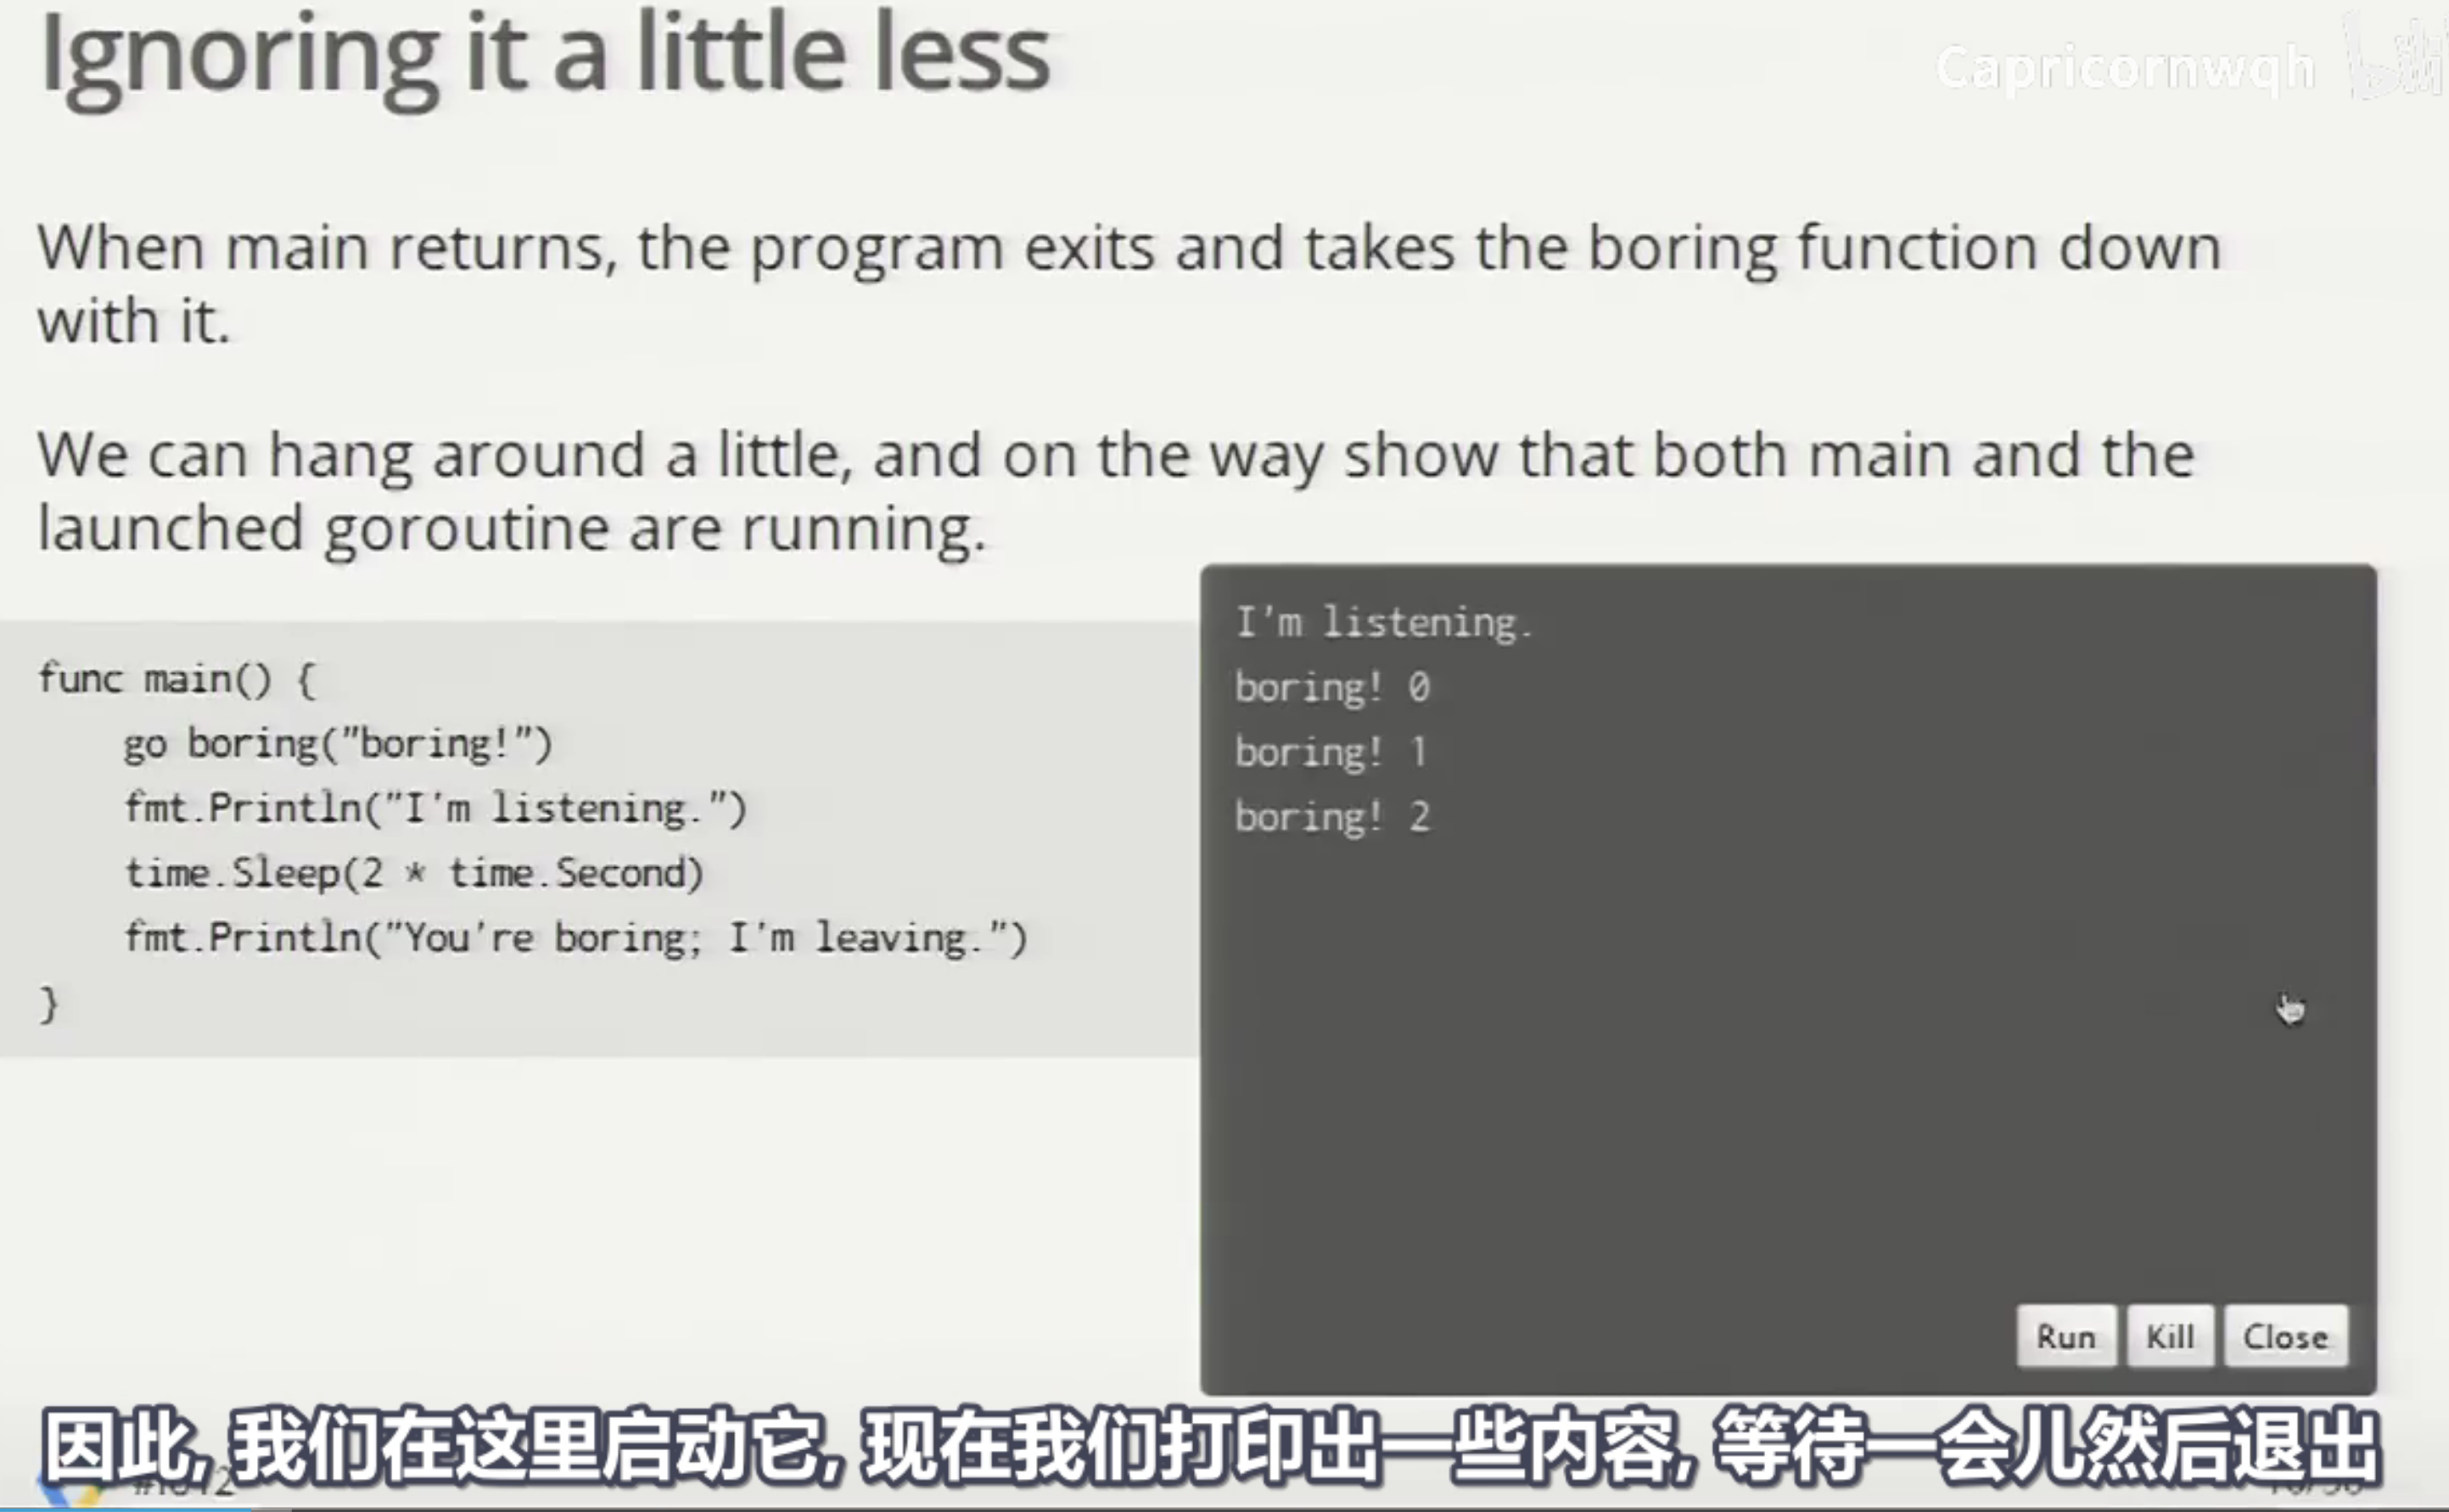 Ignoring it a little less
Capricornwqh
When main returns, the program exits and takes the boring function down
with it.
We can hang around a little, and on the way show that both main and the
launched goroutine are running.
func main() {
    go boring("boring!")
    fmt.Println("I'm listening.")
    time.Sleep(2 * time.Second)
    fmt.Println("You're boring; I'm leaving.")
}
I'm listening.
boring! 0
boring! 1
boring! 2
Run Kill Close
因此, 我们在这里启动它, 现在我们打印出一些内容, 等待一会儿然后退出